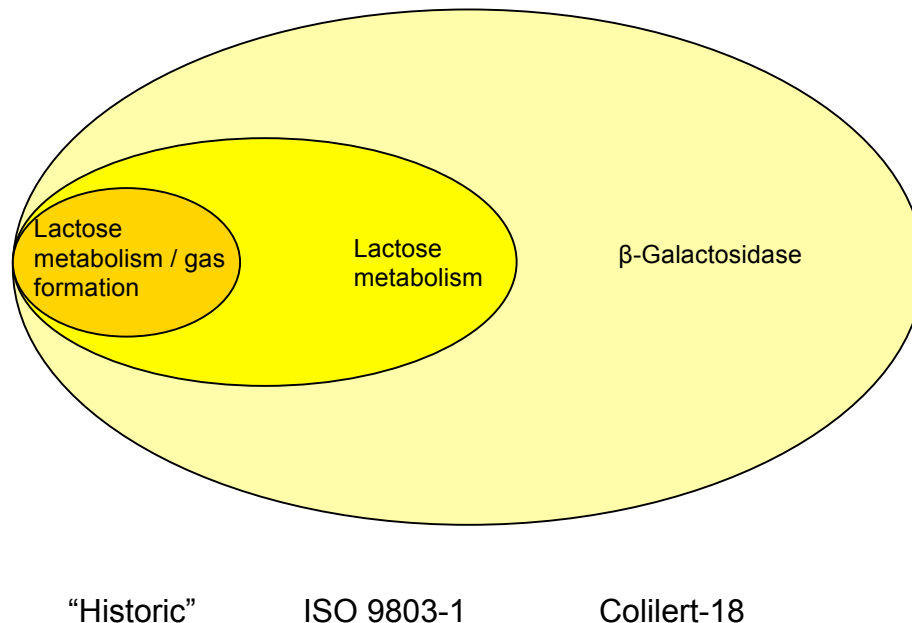 Lactose
metabolism / gas
formation
Lactose
metabolism
β-Galactosidase
“Historic” ISO 9803-1 Colilert-18